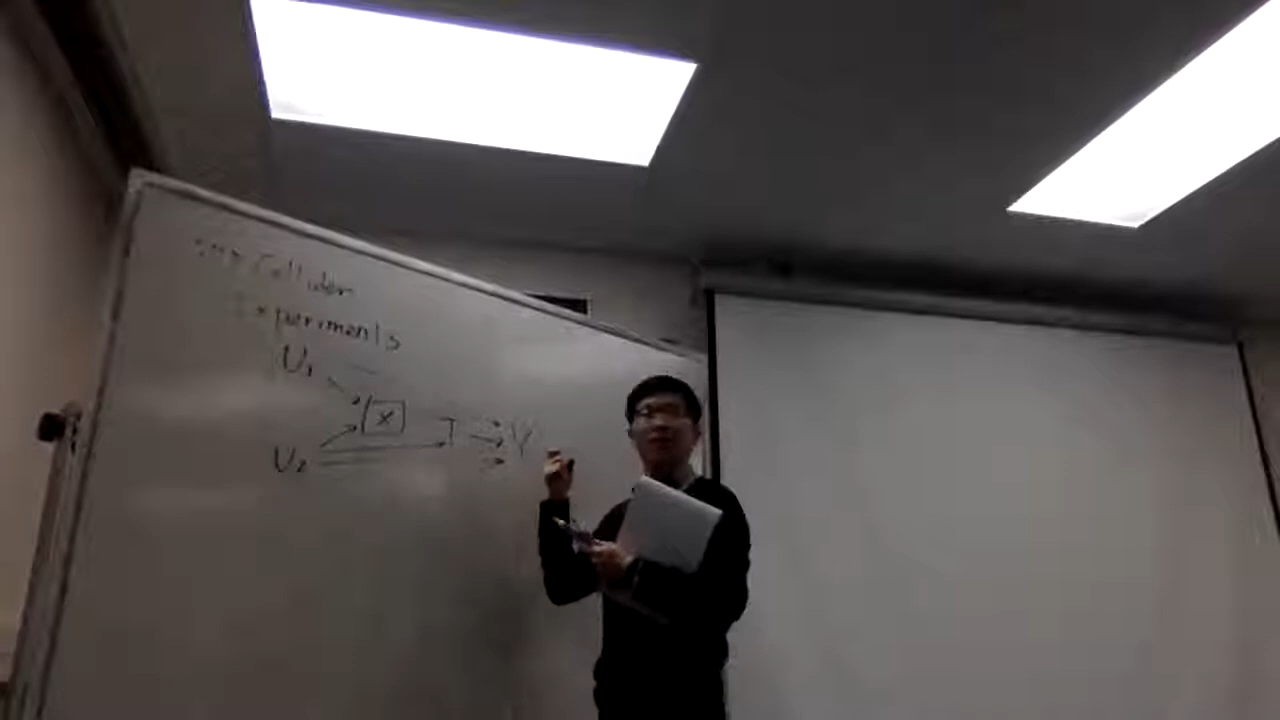 Collider
Experiments
U₁
X T Y
U₂